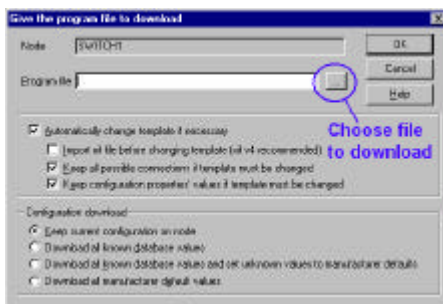 Give the program file to download
Node SWITCH1 OK
Cancel
Program file ... Help
Automatically change template if necessary
Choose file
to download
Import xif file before changing template (xif v4 recommended)
Keep all possible connections if template must be changed
Keep configuration properties' values if template must be changed
Configuration download
Keep current configuration on node
Download all known database values
Download all known database values and set unknown values to manufacturer defaults
Download all manufacturer default values